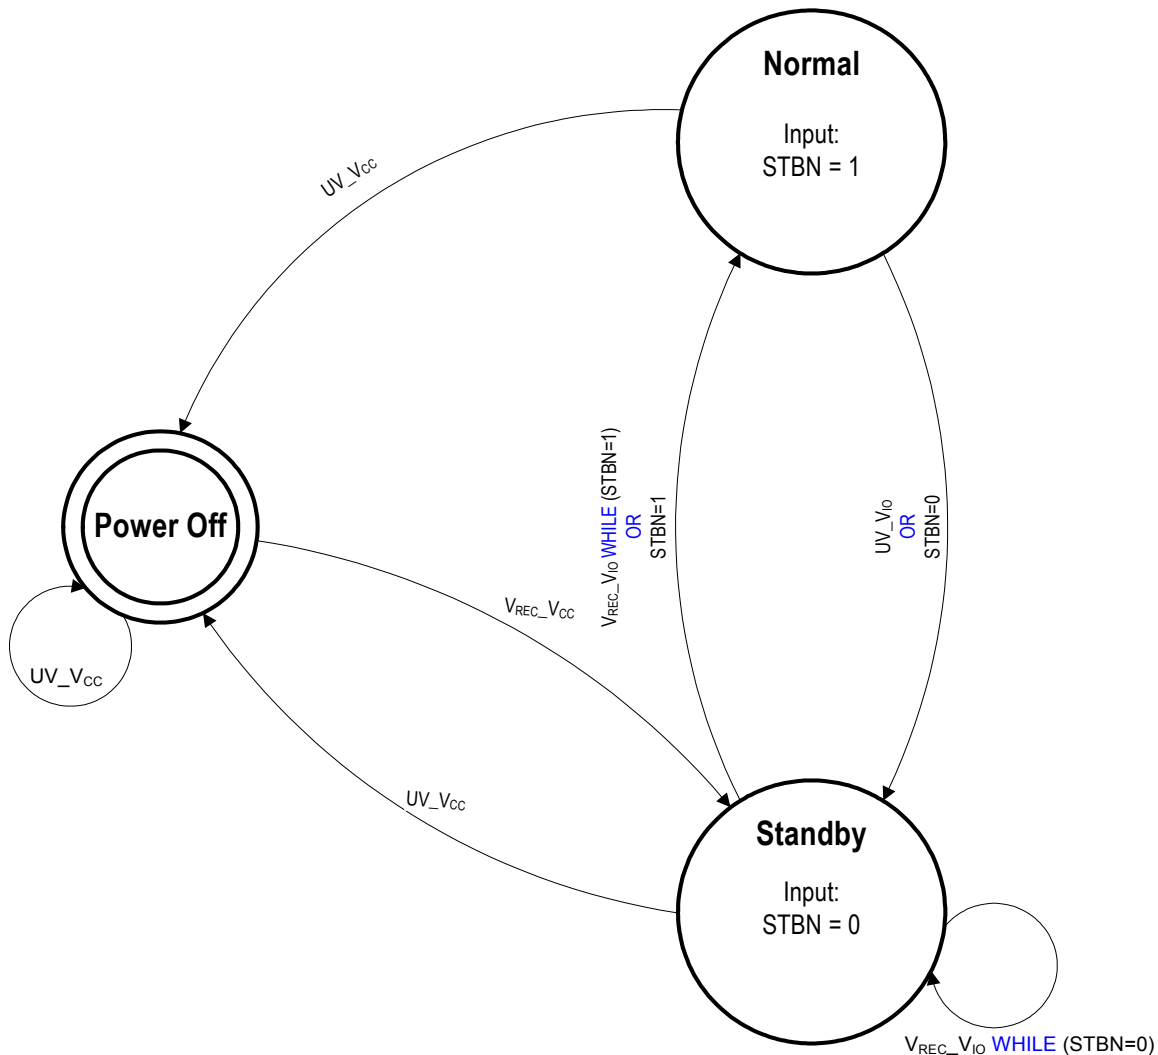 Normal
Input:
STBN = 1
UV_VCC
VREC_VIO WHILE (STBN=1)
OR
STBN=1
UV_VIO
OR
STBN=0
Power Off
UV_VCC
VREC_VCC
UV_VCC
Standby
Input:
STBN = 0
VREC_VIO WHILE (STBN=0)